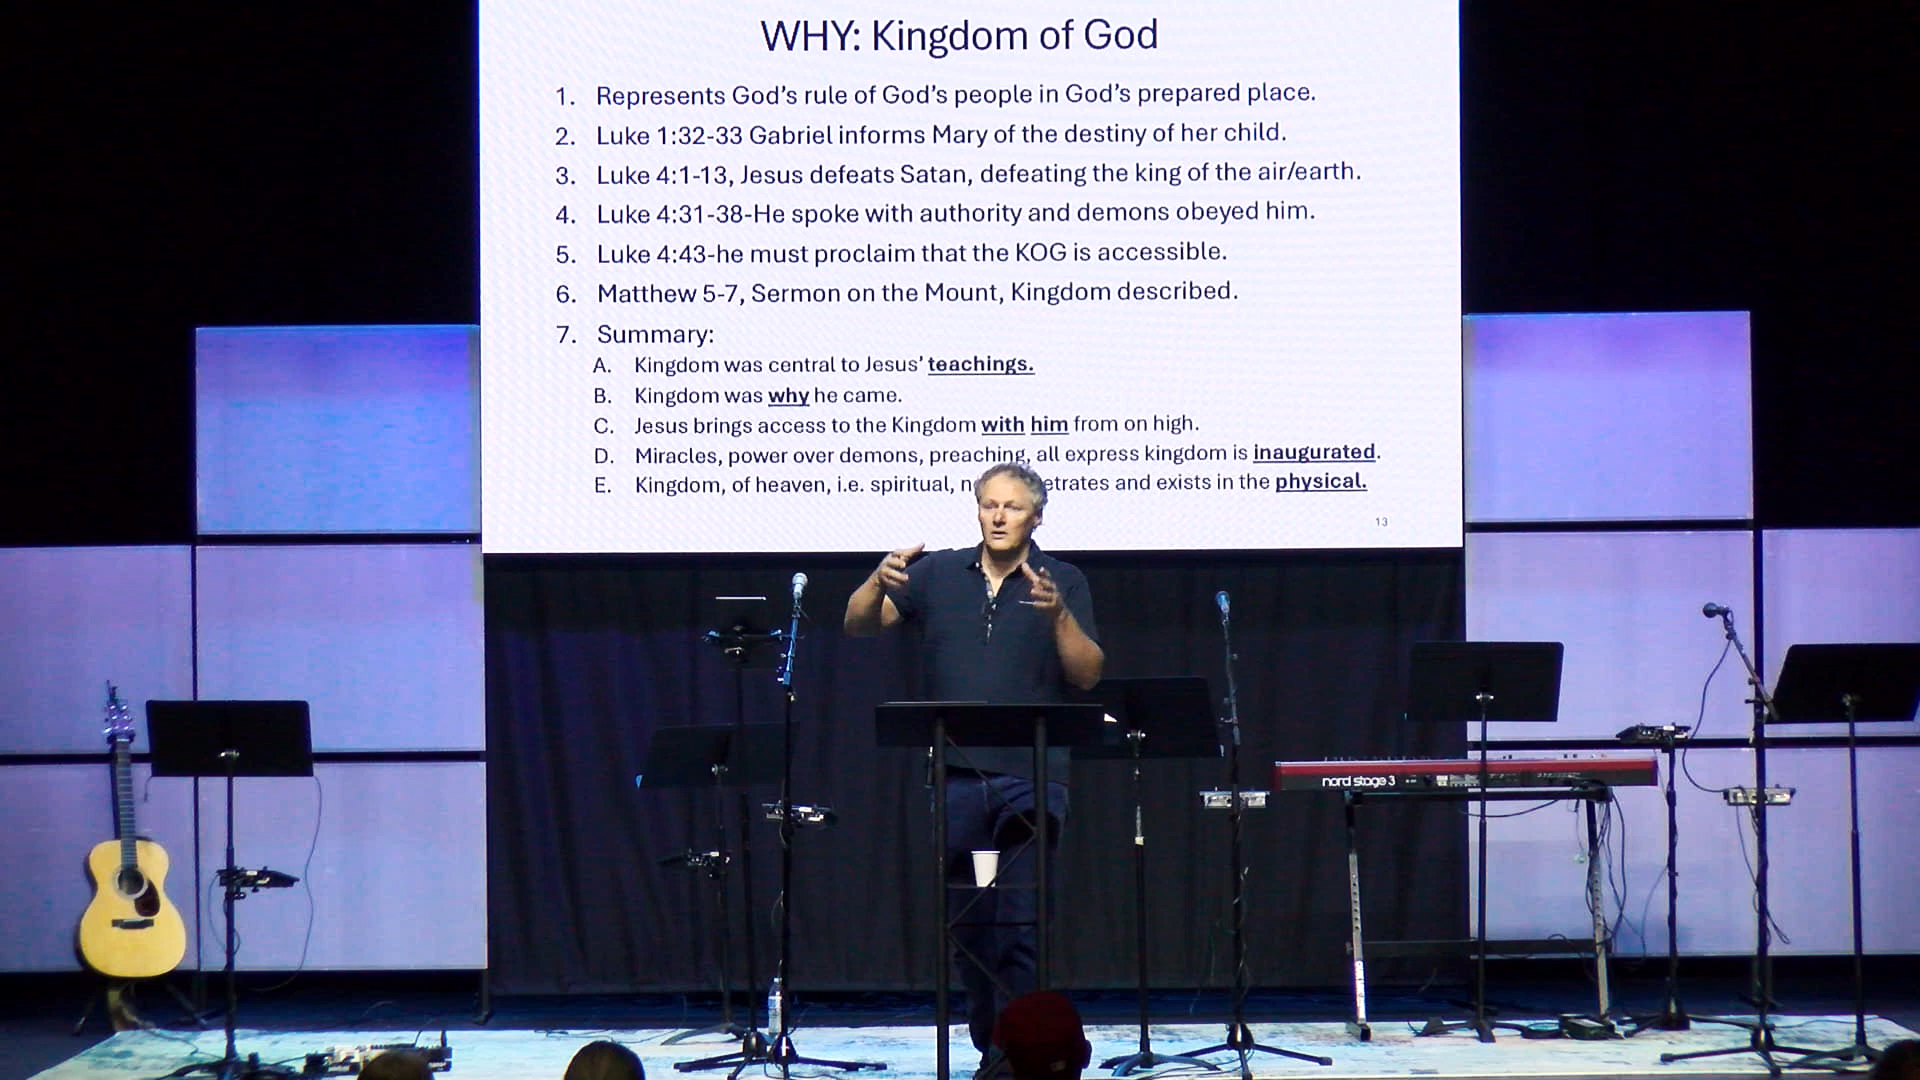 WHY: Kingdom of God
1. Represents God's rule of God's people in God's prepared place.
2. Luke 1:32-33 Gabriel informs Mary of the destiny of her child.
3. Luke 4:1-13, Jesus defeats Satan, defeating the king of the air/earth.
4. Luke 4:31-38-He spoke with authority and demons obeyed him.
5. Luke 4:43-he must proclaim that the KOG is accessible.
6. Matthew 5-7, Sermon on the Mount, Kingdom described.
7. Summary:
A. Kingdom was central to Jesus' teachings.
B. Kingdom was why he came.
C. Jesus brings access to the Kingdom with him from on high.
D. Miracles, power over demons, preaching, all express kingdom is inaugurated.
E. Kingdom, of heaven, i.e. spiritual, and exists in the physical.
13
nord stage 3